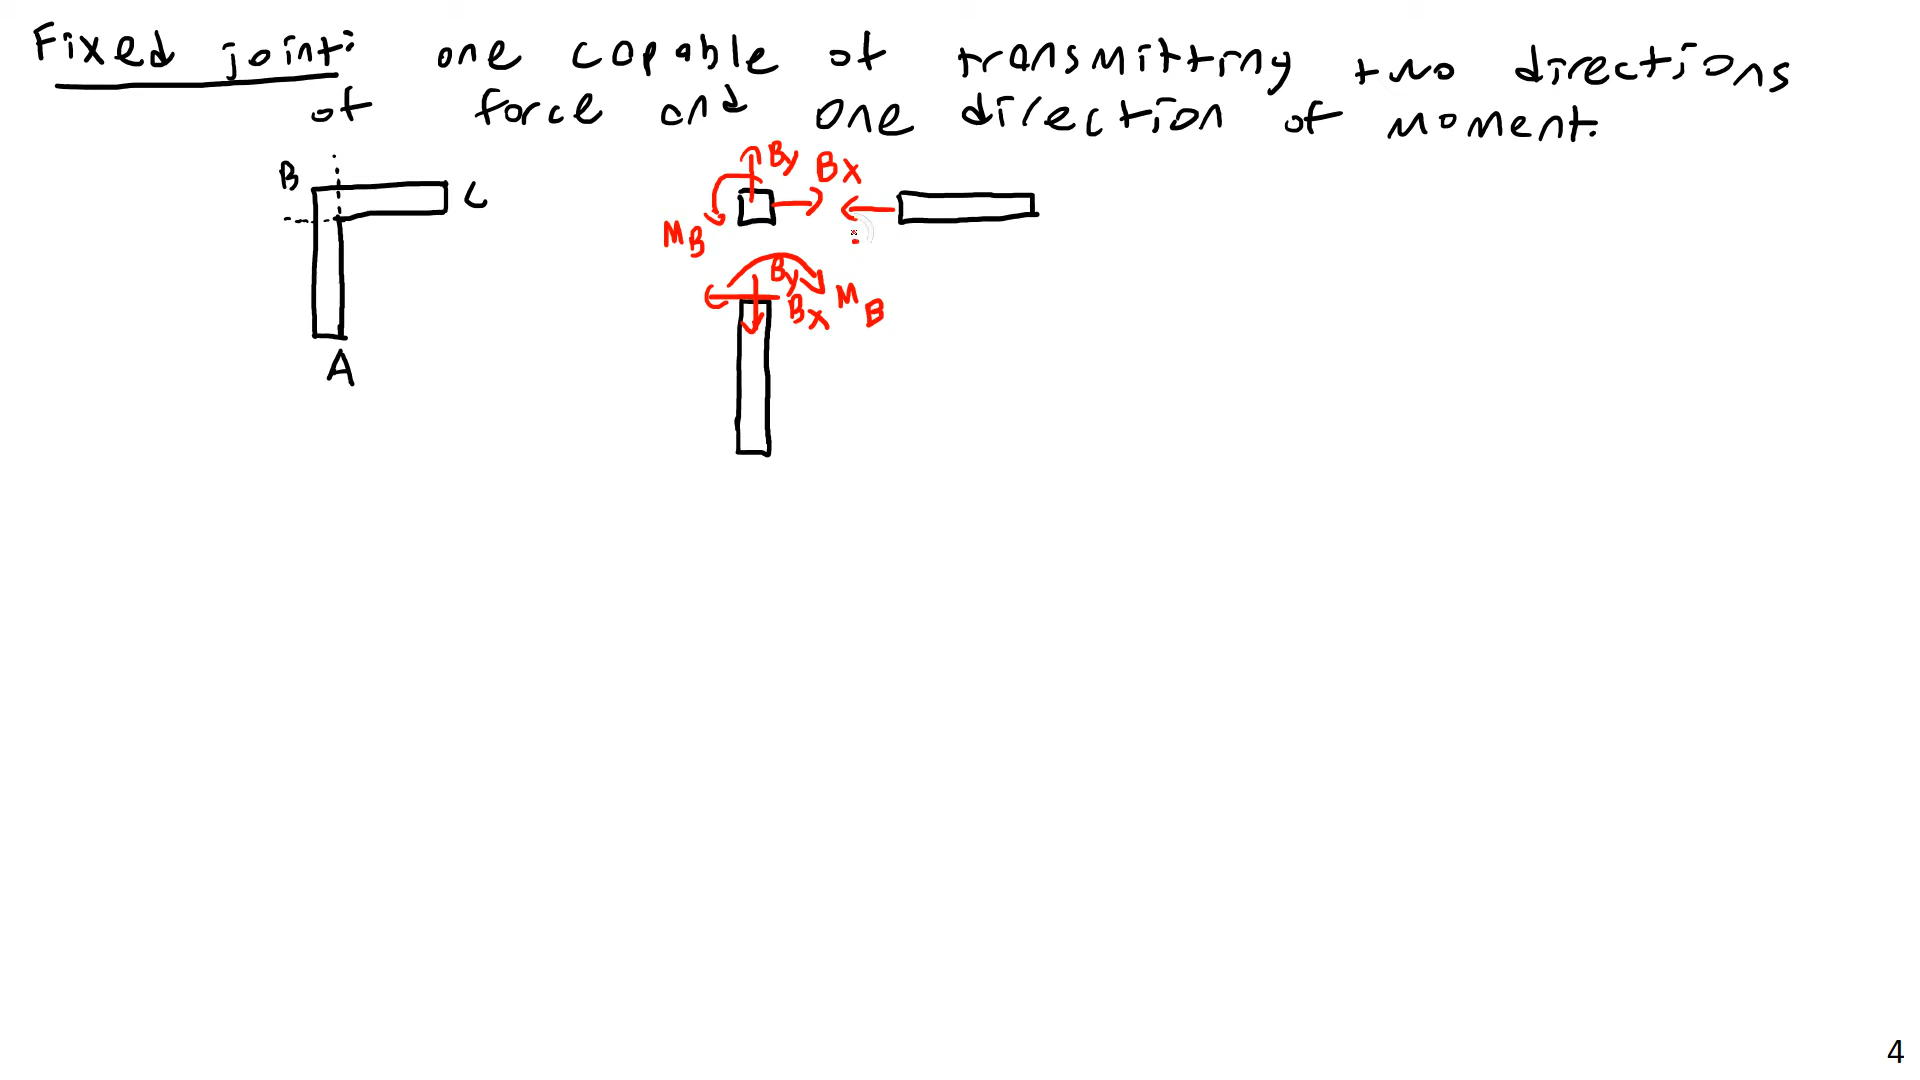 Fixed joint: one capable of transmitting two directions
of force and one direction of moment.
B
C
A
By
Bx
MB
By
Bx
MB
4